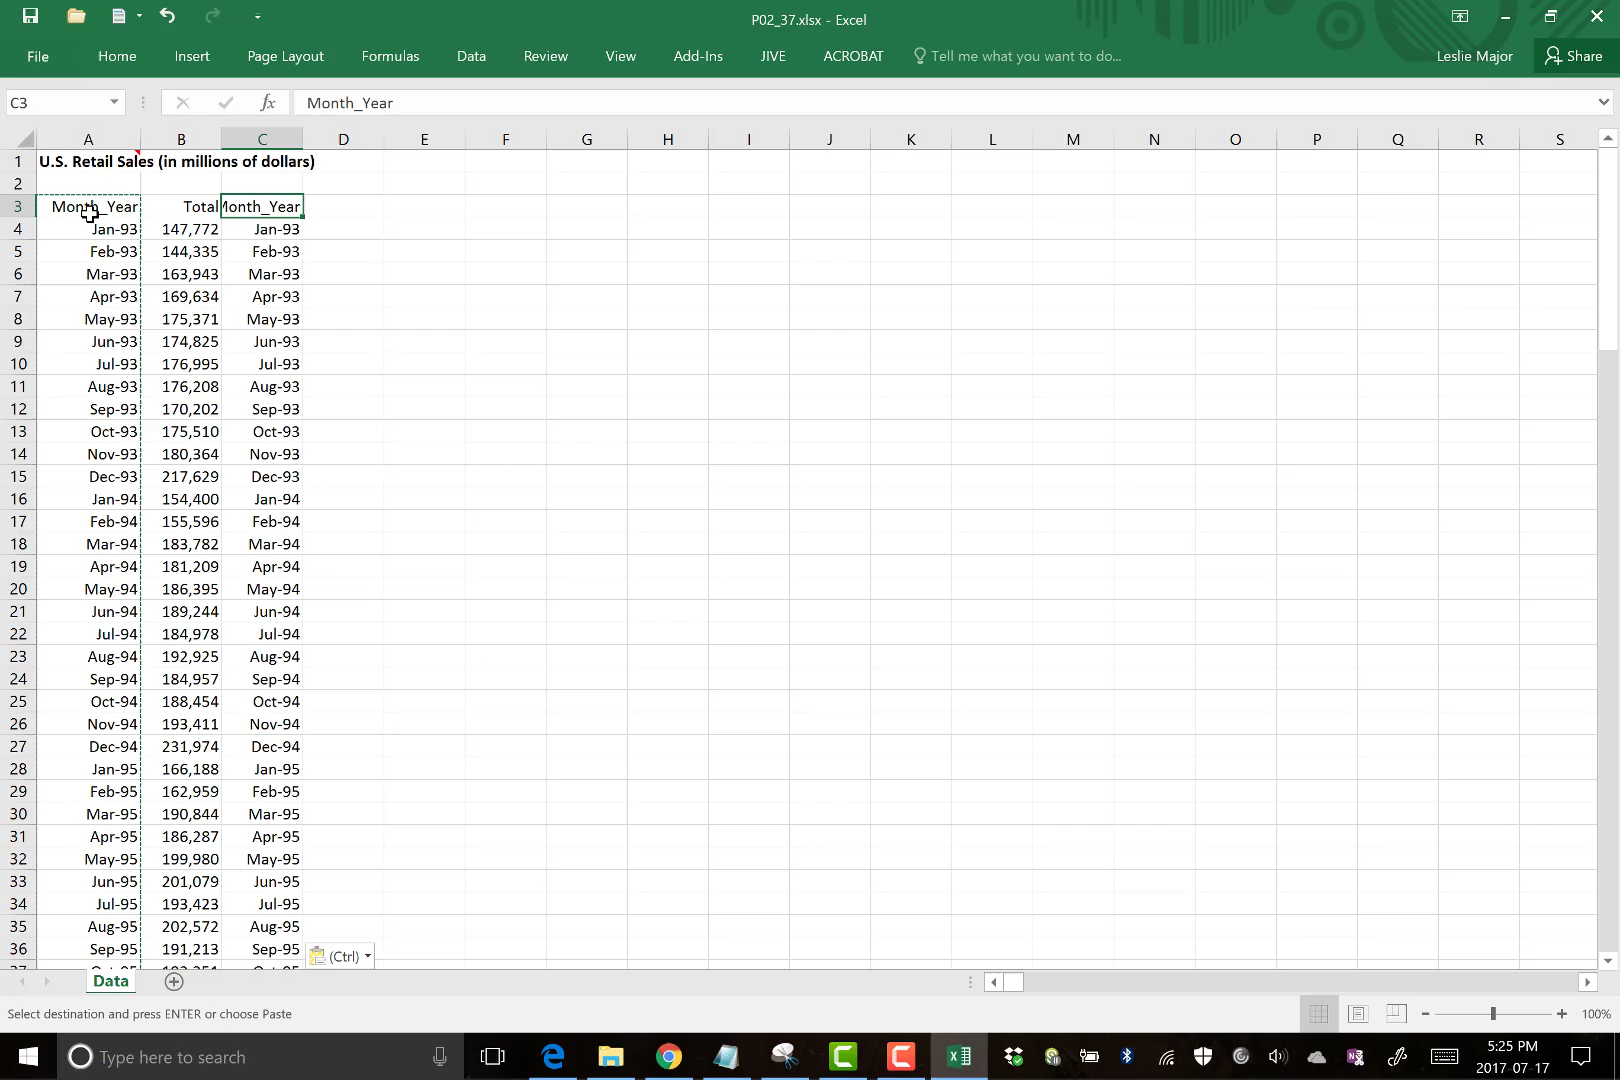 P02_37.xlsx - Excel
File Home Insert Page Layout Formulas Data Review View Add-Ins JIVE ACROBAT Tell me what you want to do... Leslie Major Share
C3 fx Month_Year
A B C D E F G H I J K L M N O P Q R S
1 U.S. Retail Sales (in millions of dollars)
2
3 Month_Year Total Month_Year
4 Jan-93 147,772 Jan-93
5 Feb-93 144,335 Feb-93
6 Mar-93 163,943 Mar-93
7 Apr-93 169,634 Apr-93
8 May-93 175,371 May-93
9 Jun-93 174,825 Jun-93
10 Jul-93 176,995 Jul-93
11 Aug-93 176,208 Aug-93
12 Sep-93 170,202 Sep-93
13 Oct-93 175,510 Oct-93
14 Nov-93 180,364 Nov-93
15 Dec-93 217,629 Dec-93
16 Jan-94 154,400 Jan-94
17 Feb-94 155,596 Feb-94
18 Mar-94 183,782 Mar-94
19 Apr-94 181,209 Apr-94
20 May-94 186,395 May-94
21 Jun-94 189,244 Jun-94
22 Jul-94 184,978 Jul-94
23 Aug-94 192,925 Aug-94
24 Sep-94 184,957 Sep-94
25 Oct-94 188,454 Oct-94
26 Nov-94 193,411 Nov-94
27 Dec-94 231,974 Dec-94
28 Jan-95 166,188 Jan-95
29 Feb-95 162,959 Feb-95
30 Mar-95 190,844 Mar-95
31 Apr-95 186,287 Apr-95
32 May-95 199,980 May-95
33 Jun-95 201,079 Jun-95
34 Jul-95 193,423 Jul-95
35 Aug-95 202,572 Aug-95
36 Sep-95 191,213 Sep-95 (Ctrl)
Data
Select destination and press ENTER or choose Paste 100%
Type here to search 5:25 PM
2017-07-17